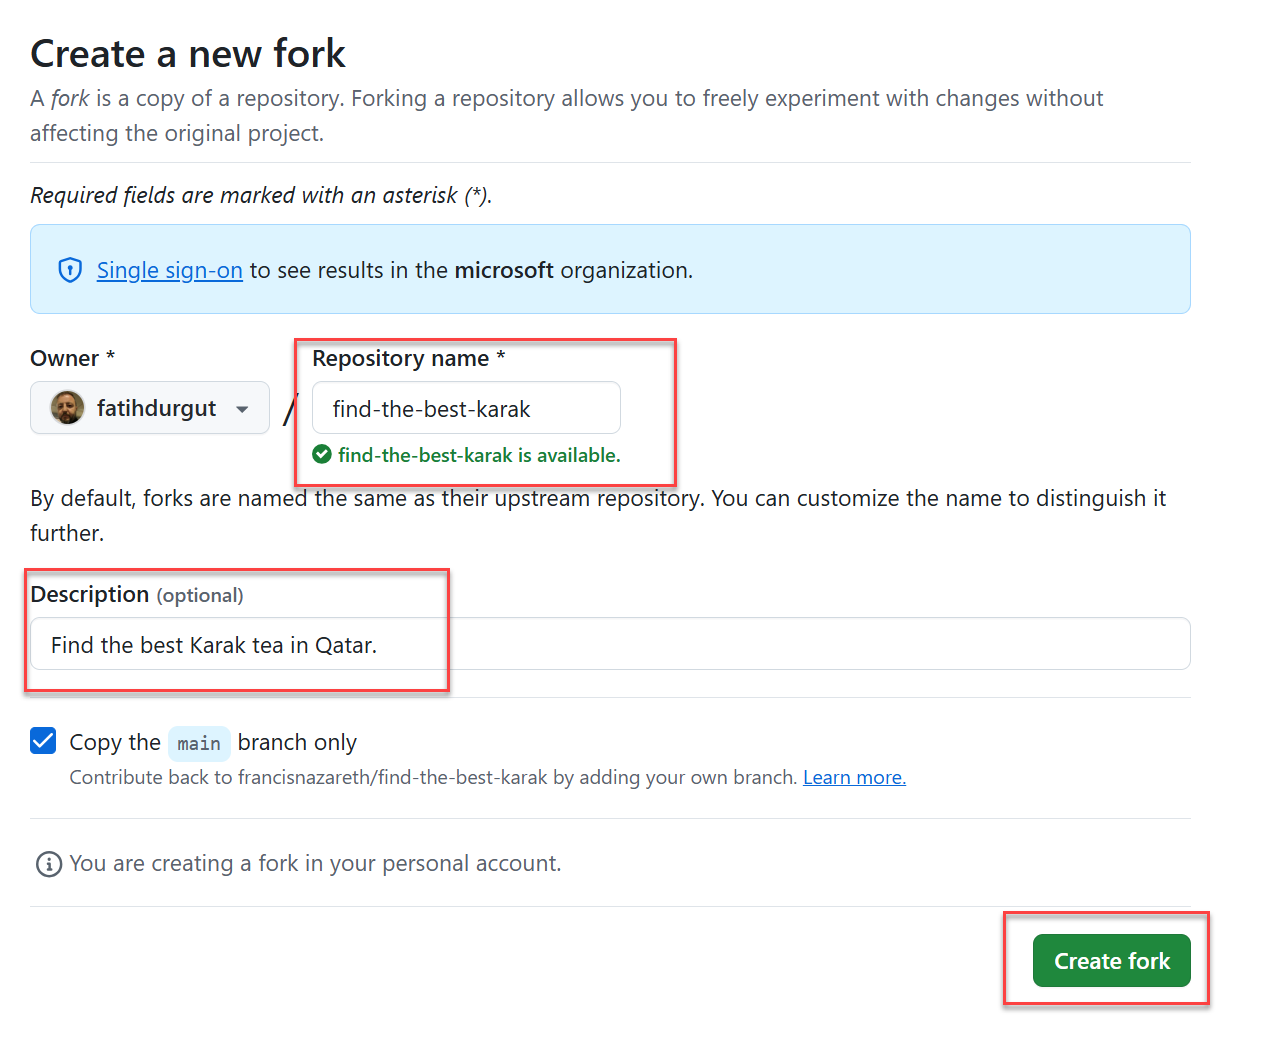 Create a new fork
A fork is a copy of a repository. Forking a repository allows you to freely experiment with changes without
affecting the original project.
Required fields are marked with an asterisk (*).
Single sign-on to see results in the microsoft organization.
Owner *
Repository name *
fatihdurgut
/
find-the-best-karak
find-the-best-karak is available.
By default, forks are named the same as their upstream repository. You can customize the name to distinguish it
further.
Description (optional)
Find the best Karak tea in Qatar.
Copy the main branch only
Contribute back to francisnazareth/find-the-best-karak by adding your own branch. Learn more.
You are creating a fork in your personal account.
Create fork